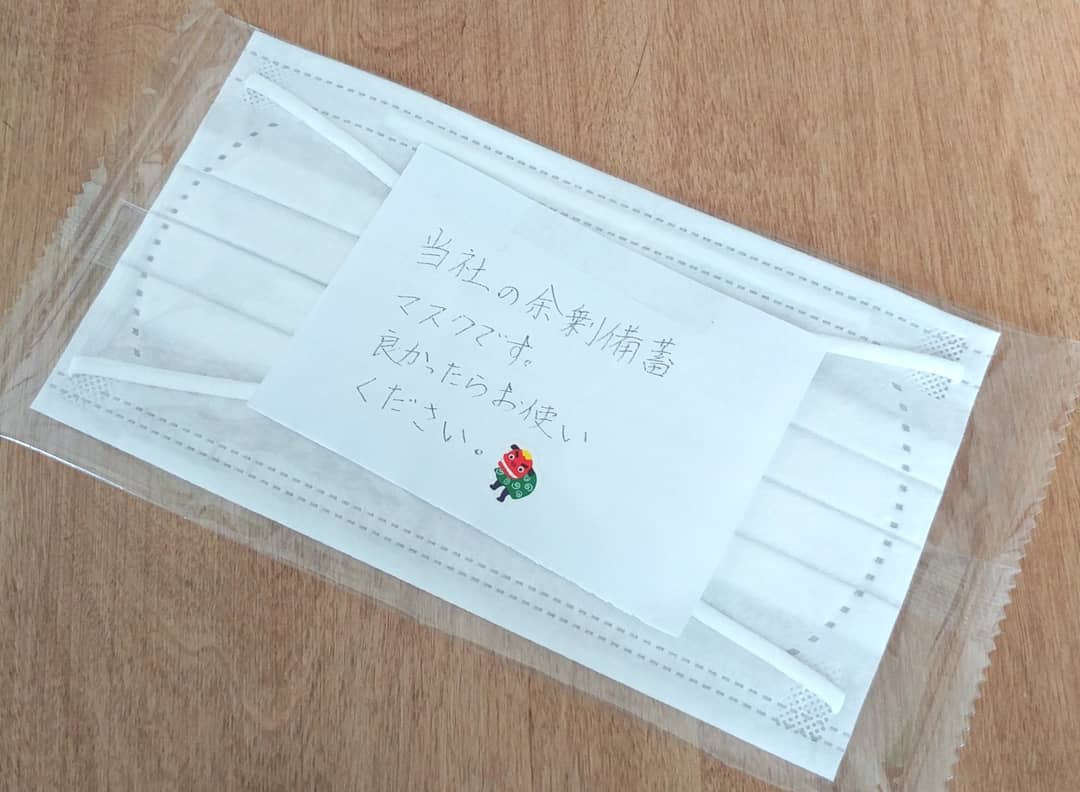 当社の余剰備蓄
マスクです。
良かったらお使い
ください。